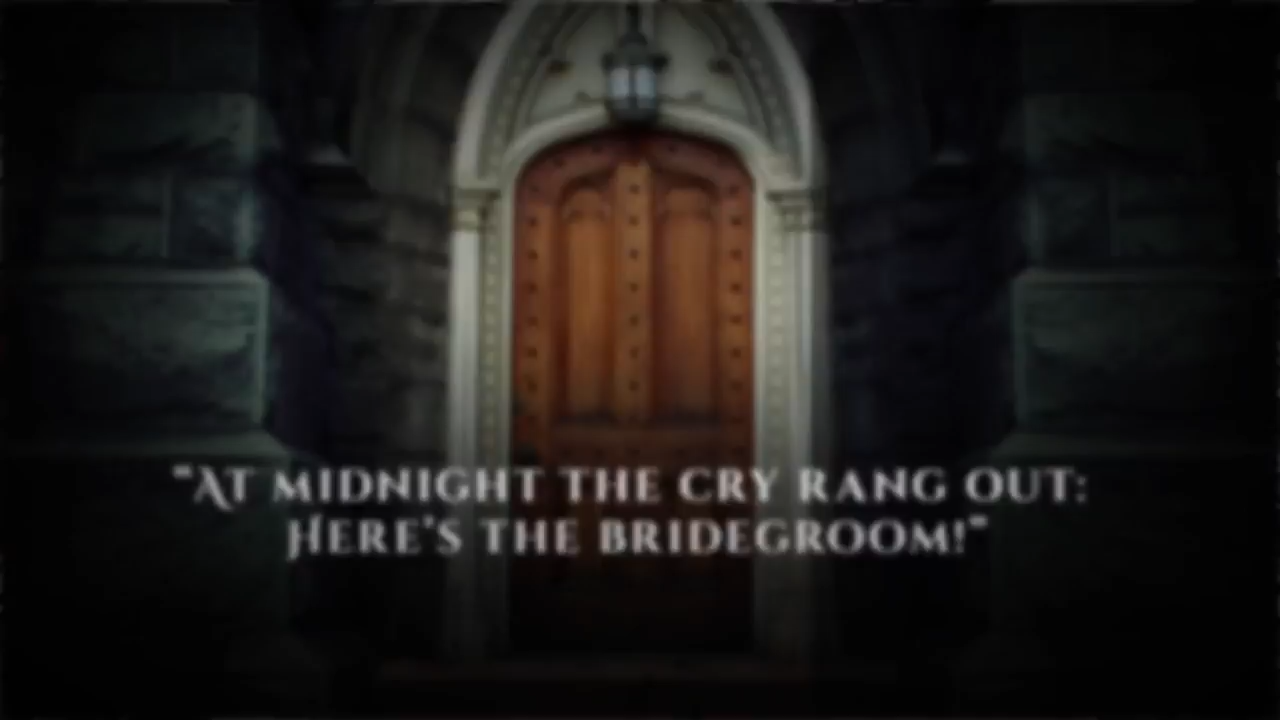 “At midnight the cry rang out:
Here's the bridegroom!”